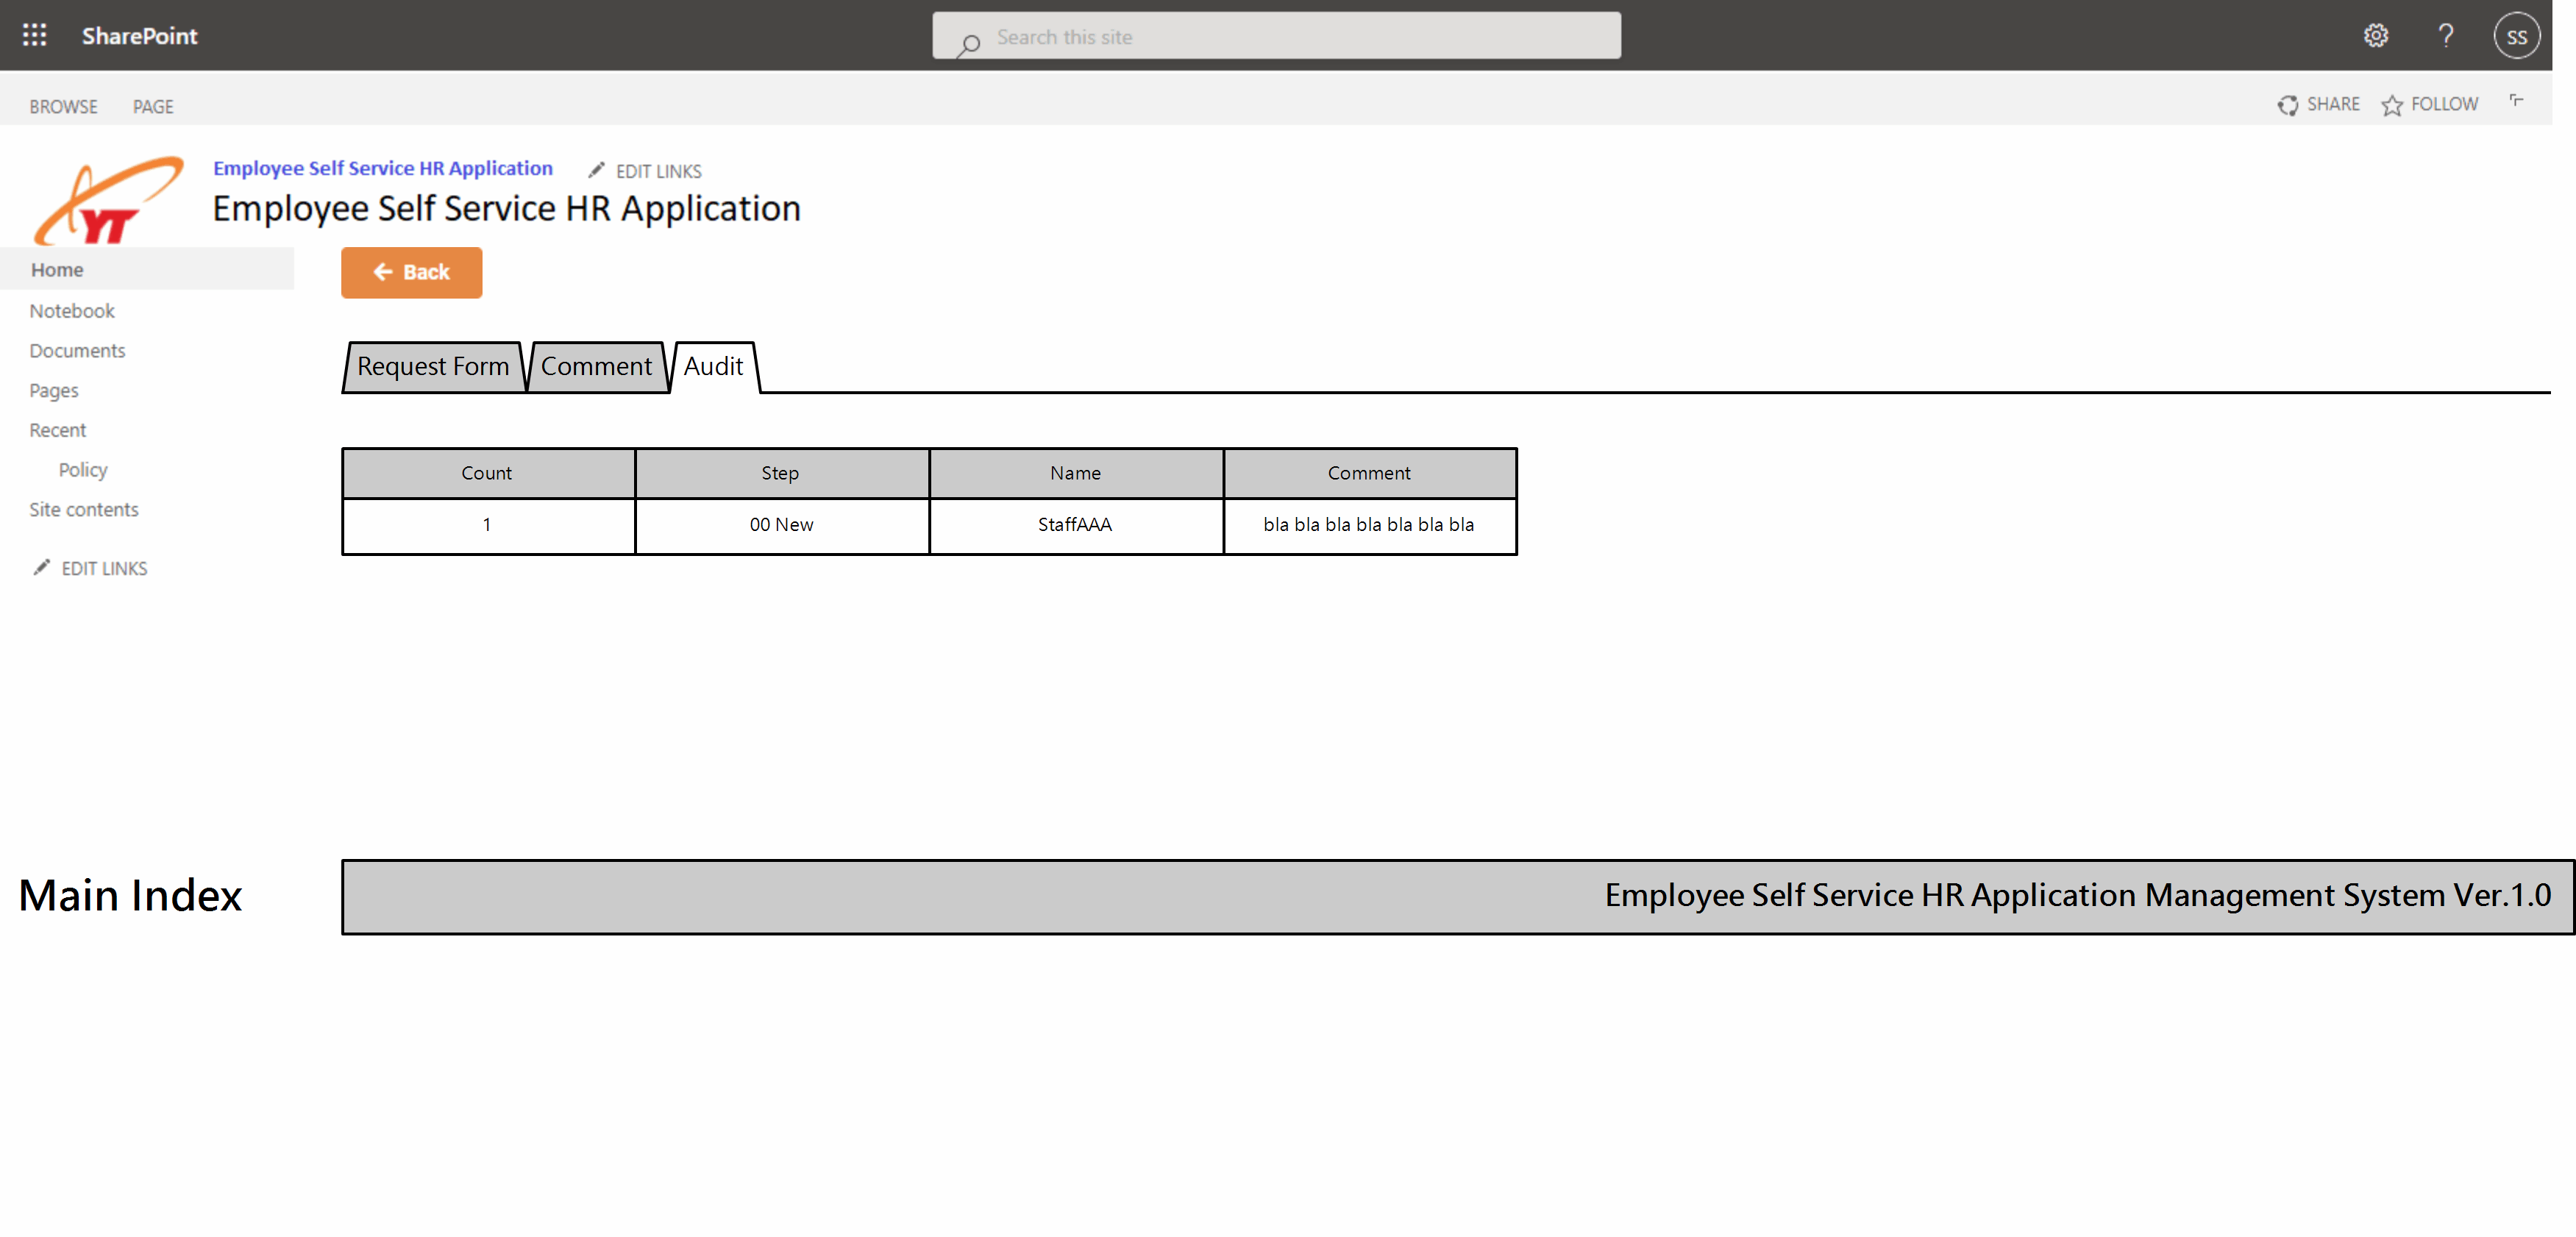 SharePoint
Search this site
?
SS
BROWSE PAGE
SHARE FOLLOW
YT
Employee Self Service HR Application EDIT LINKS
Employee Self Service HR Application
Home
Notebook
Documents
Pages
Recent
Policy
Site contents
EDIT LINKS
Back
Request Form Comment Audit
Count Step Name Comment
1 00 New StaffAAA bla bla bla bla bla bla bla
Main Index
Employee Self Service HR Application Management System Ver.1.0